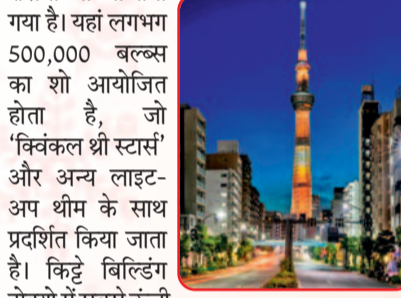 गया है। यहां लगभग
500,000 बल्ब्स
का शो आयोजित
होता है, जो
‘क्विंकल थ्री स्टार्स’
और अन्य लाइट-
अप थीम के साथ
प्रदर्शित किया जाता
है। किट्टे बिल्डिंग